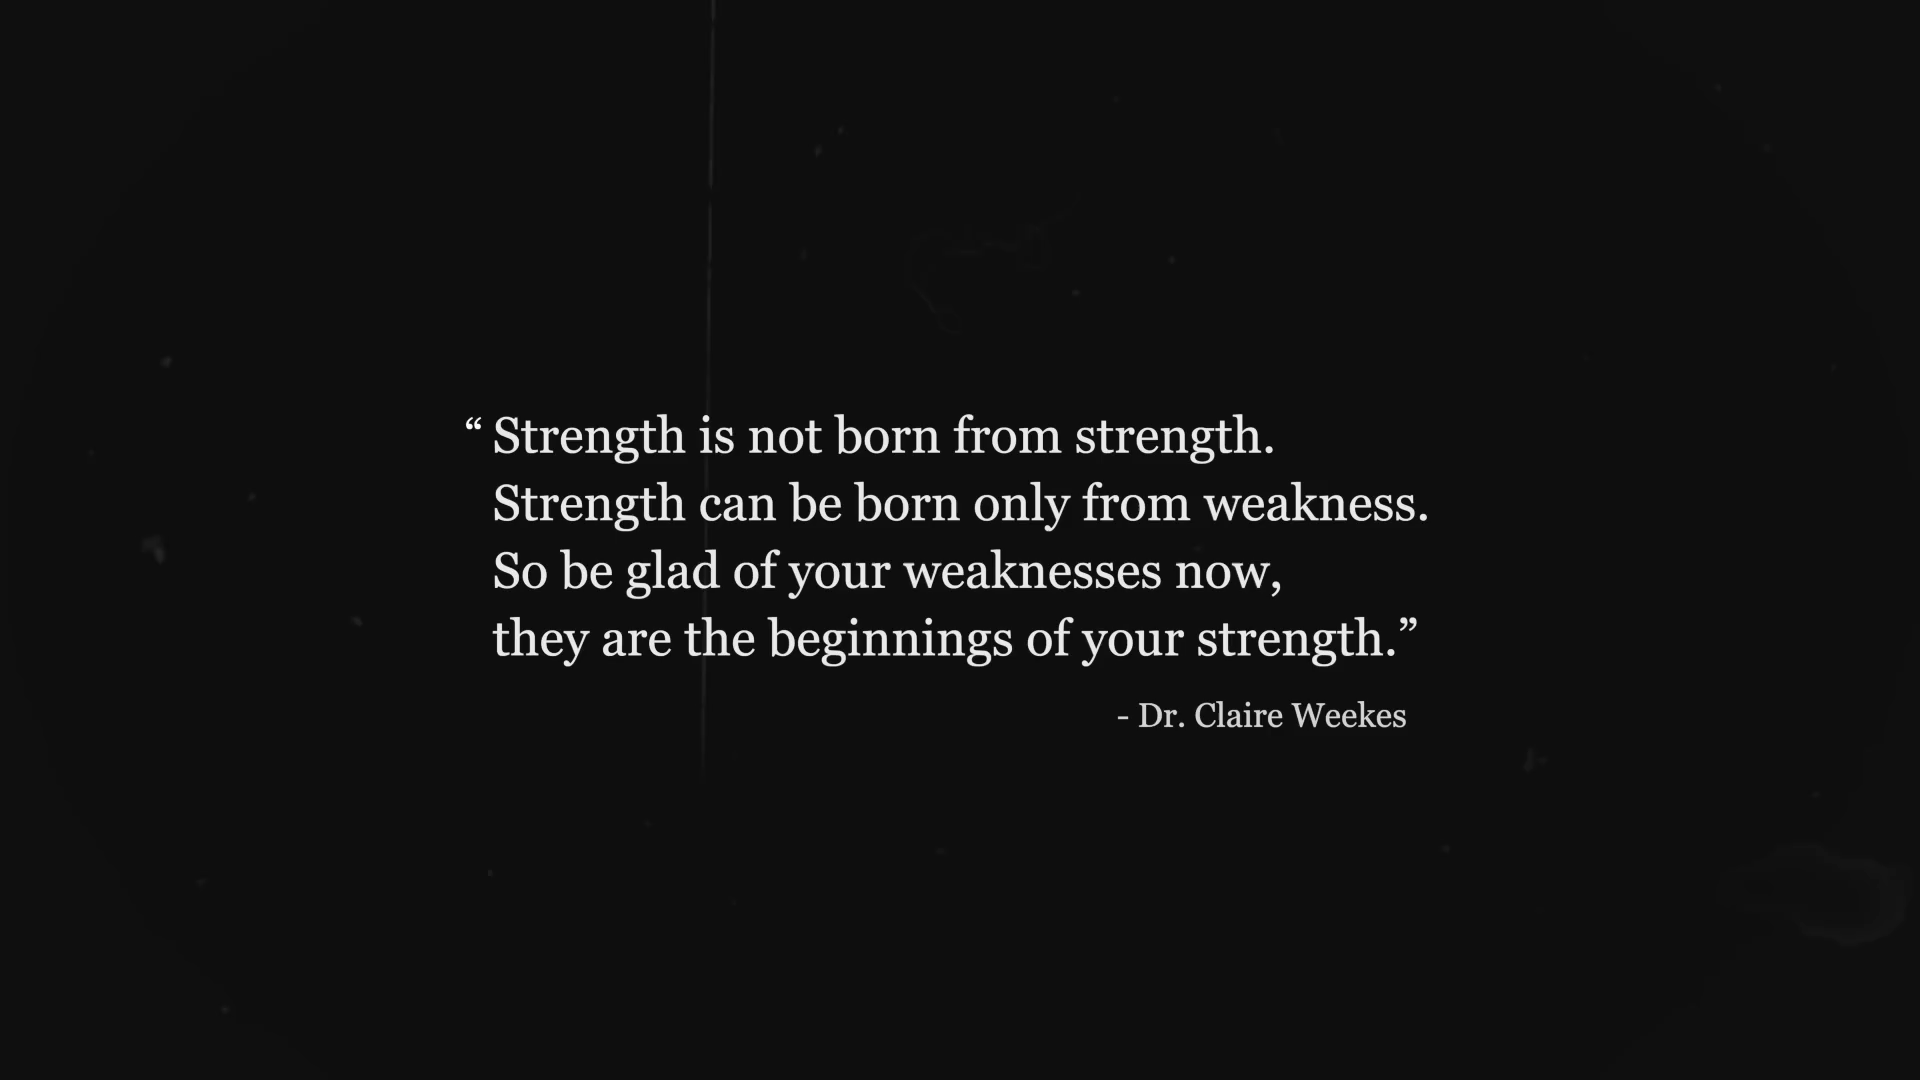 “ Strength is not born from strength.
Strength can be born only from weakness.
So be glad of your weaknesses now,
they are the beginnings of your strength.”
- Dr. Claire Weekes